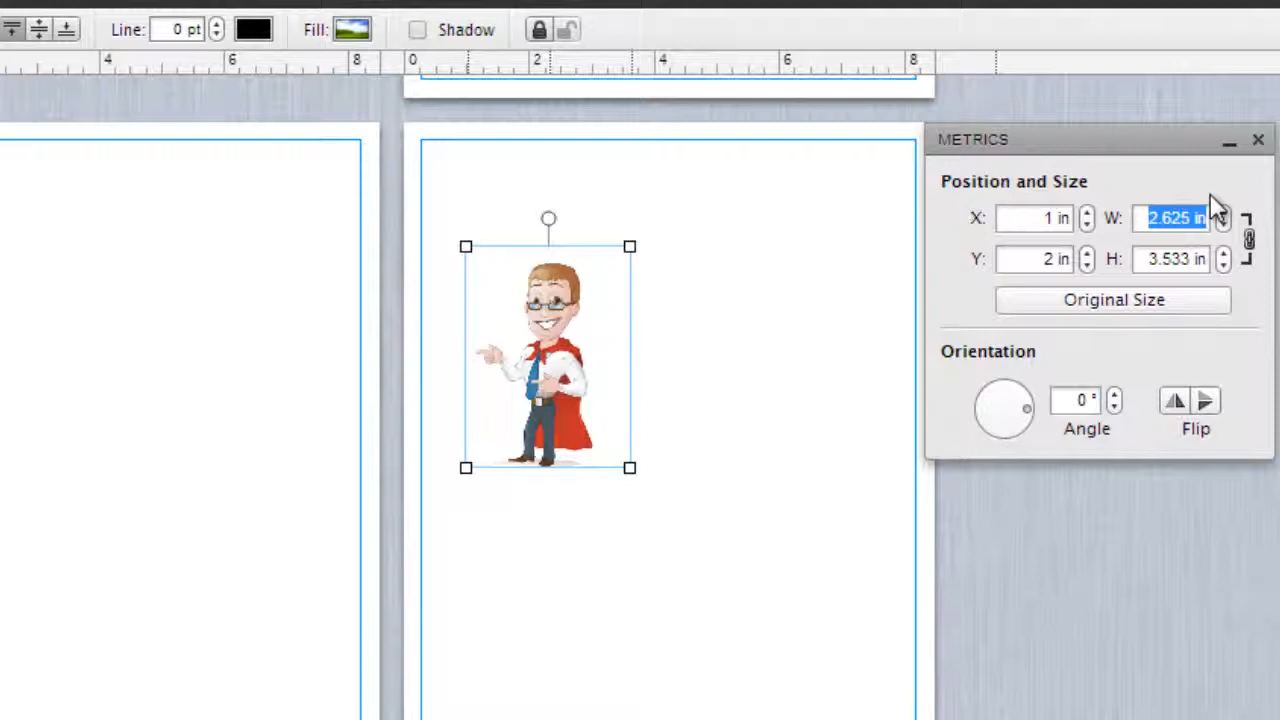 Line: 0 pt Fill: Shadow
4 6 8 0 2 4 6 8
METRICS
Position and Size
X: 1 in W: 2.625 in
Y: 2 in H: 3.533 in
Original Size
Orientation
0 °
Angle Flip